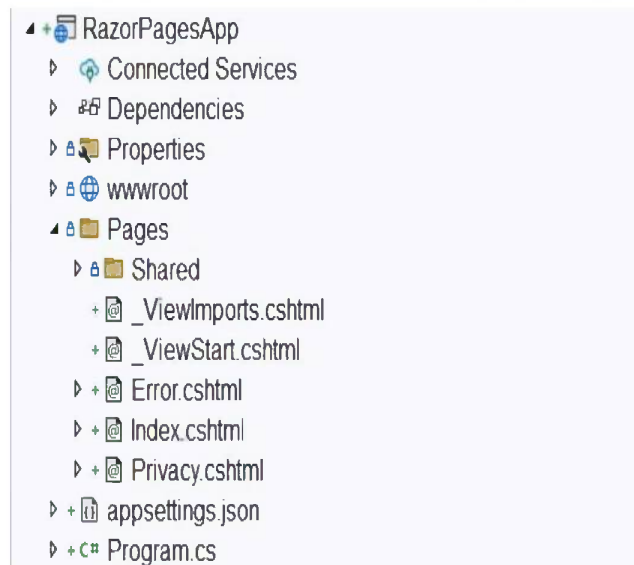 RazorPagesApp
Connected Services
Dependencies
Properties
wwwroot
Pages
Shared
_ViewImports.cshtml
_ViewStart.cshtml
Error.cshtml
Index.cshtml
Privacy.cshtml
appsettings.json
C# Program.cs